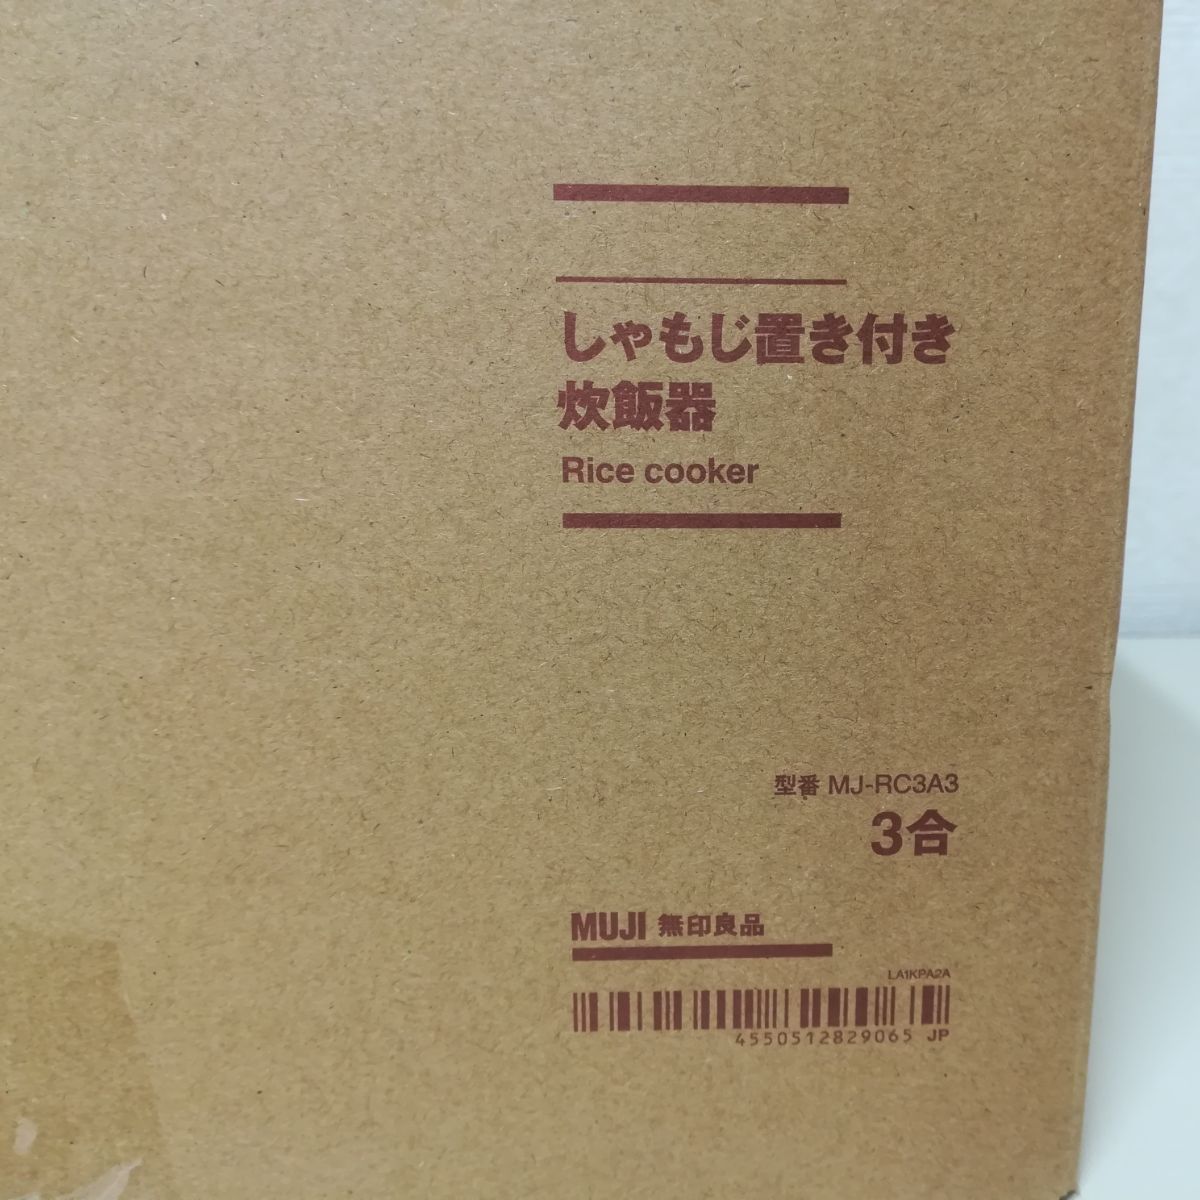 しゃもじ置き付き
炊飯器
Rice cooker
型番 MJ-RC3A3
3合
MUJI 無印良品
LA1KPA2A
4550512829065 JP